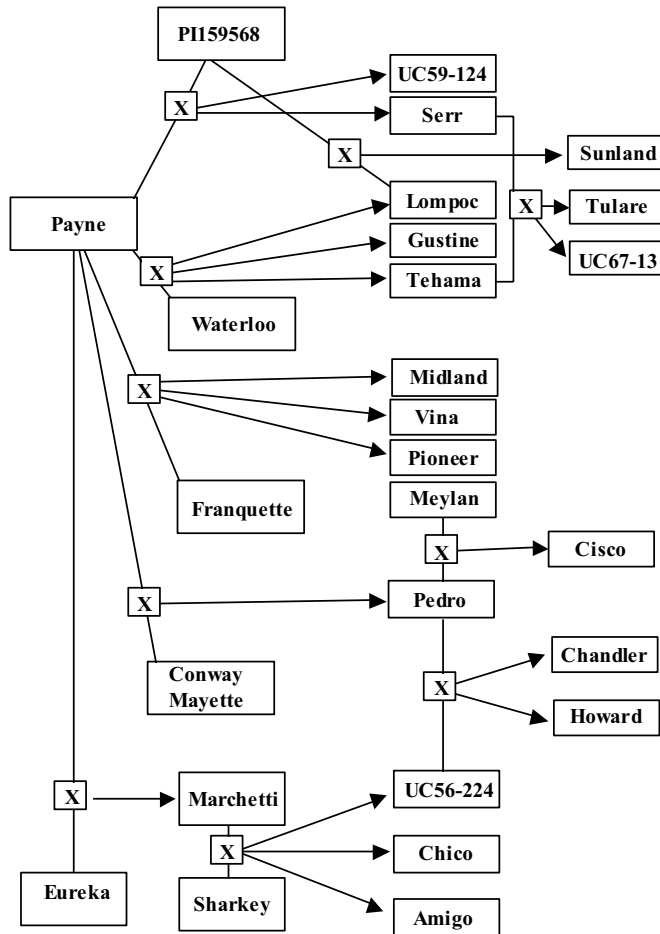 PI159568
UC59-124
X
Serr
X
Sunland
Payne
Lompoc
X
Tulare
Gustine
X
UC67-13
Tehama
Waterloo
Midland
X
Vina
Pioneer
Franquette
Meylan
X
Cisco
X
Pedro
Conway
Mayette
Chandler
X
Howard
X
Marchetti
UC56-224
X
Chico
Eureka
Sharkey
Amigo